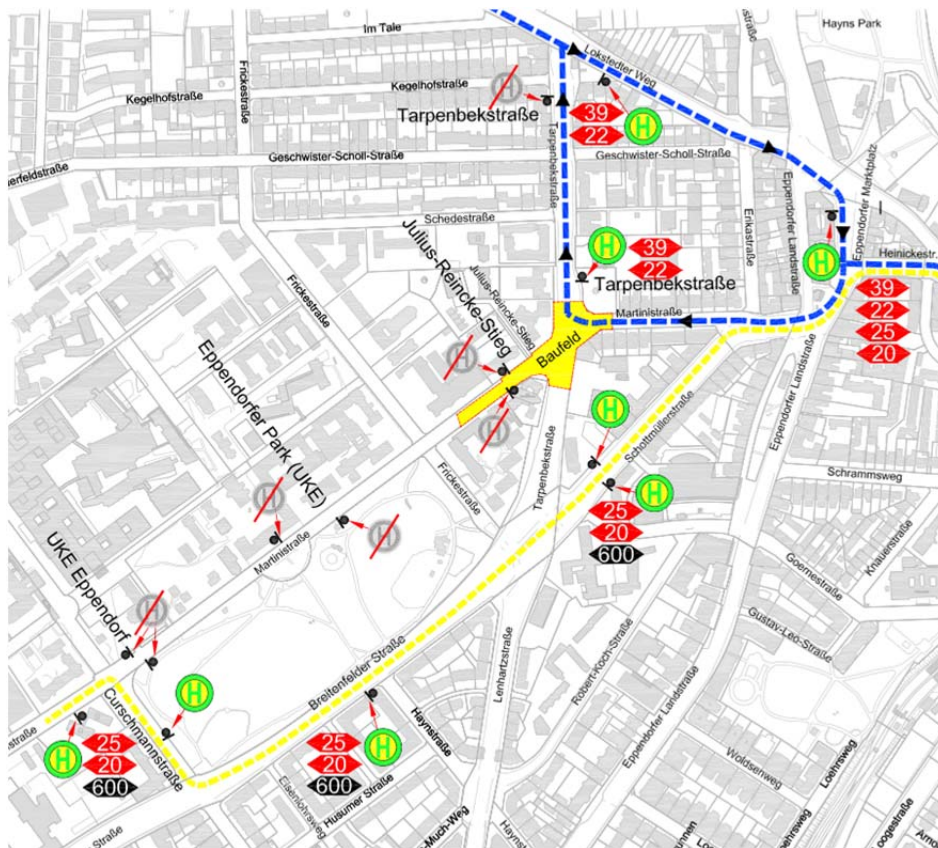 Im Tale
Hayns Park
Lokstedter Weg
Frickestraße
Kegelhofstraße
Kegelhofstraße
H
Tarpenbekstraße
39
22
H
Geschwister-Scholl-Straße
Geschwister-Scholl-Straße
Tarpenbekstraße
Eppendorfer Marktplatz
Eppendorfer Landstraße
Erikastraße
Schedestraße
H
39
22
Tarpenbekstraße
H
Heinickestr.
Julius-Reincke-Stieg
Julius-Reincke-Stieg
Frickestraße
Martinistraße
39
22
25
20
Baufeld
H
H
Eppendorfer Park (UKE)
H
Schottmüllerstraße
Eppendorfer Landstraße
Frickestraße
Tarpenbekstraße
Schrammsweg
H
H
H
25
20
600
Martinistraße
Knauerstraße
Goernestraße
UKE Eppendorf
H
Gustav-Leo-Straße
Breitenfelder Straße
Lenhartzstraße
Robert-Koch-Straße
Eppendorfer Landstraße
H
Curschmannstraße
Haynstraße
H
25
20
600
25
20
600
H
Woldsenweg
Loehrsweg
Eisenlohrsweg
Husumer Straße
Straße